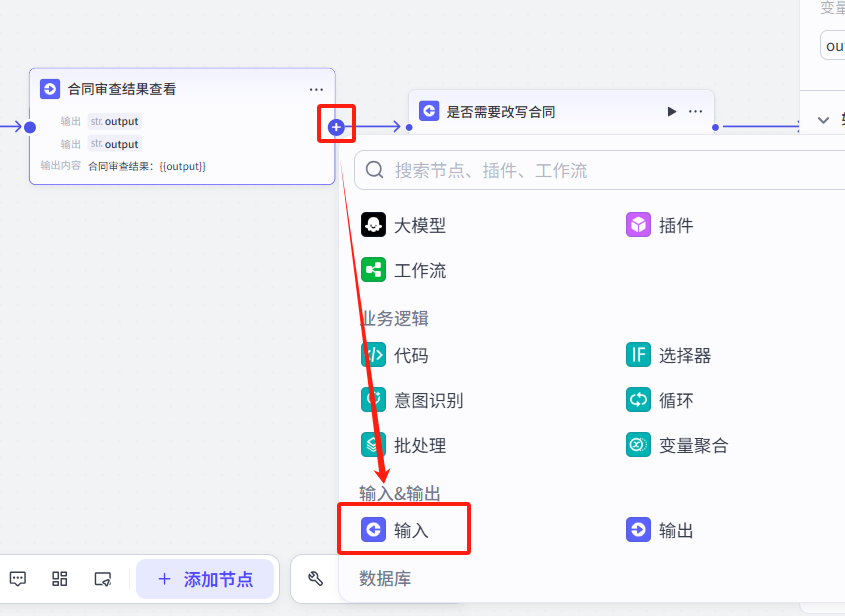 变量
ou
合同审查结果查看
输出 str. output
输出 str. output
输出内容 合同审查结果：{{output}}
是否需要改写合同
搜索节点、插件、工作流
大模型 插件
工作流
业务逻辑
代码 选择器
意图识别 循环
批处理 变量聚合
输入&输出
输入 输出
数据库
添加节点